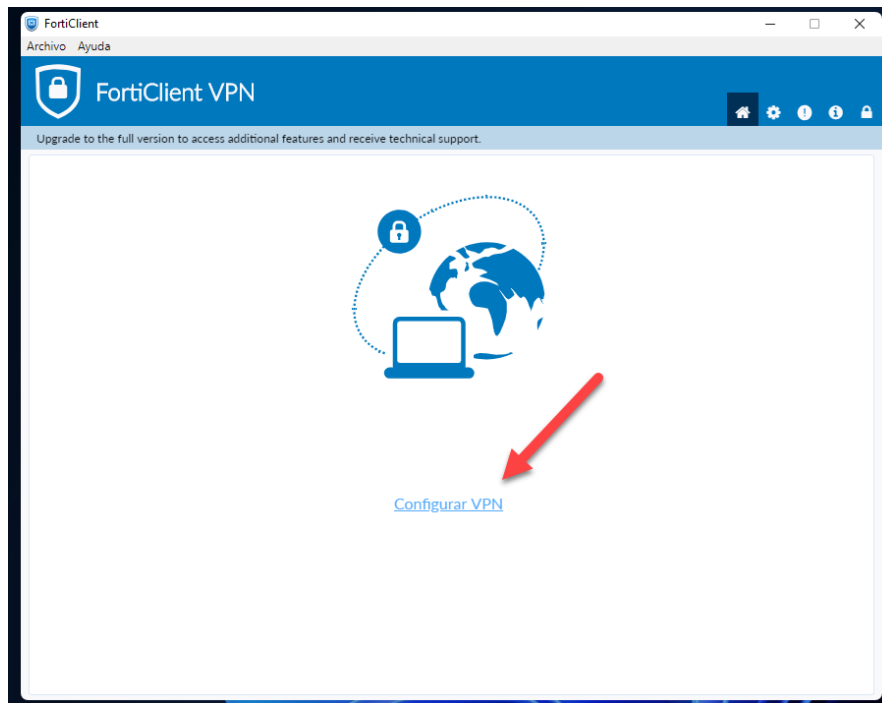 FortiClient
Archivo Ayuda
FortiClient VPN
Upgrade to the full version to access additional features and receive technical support.
Configurar VPN